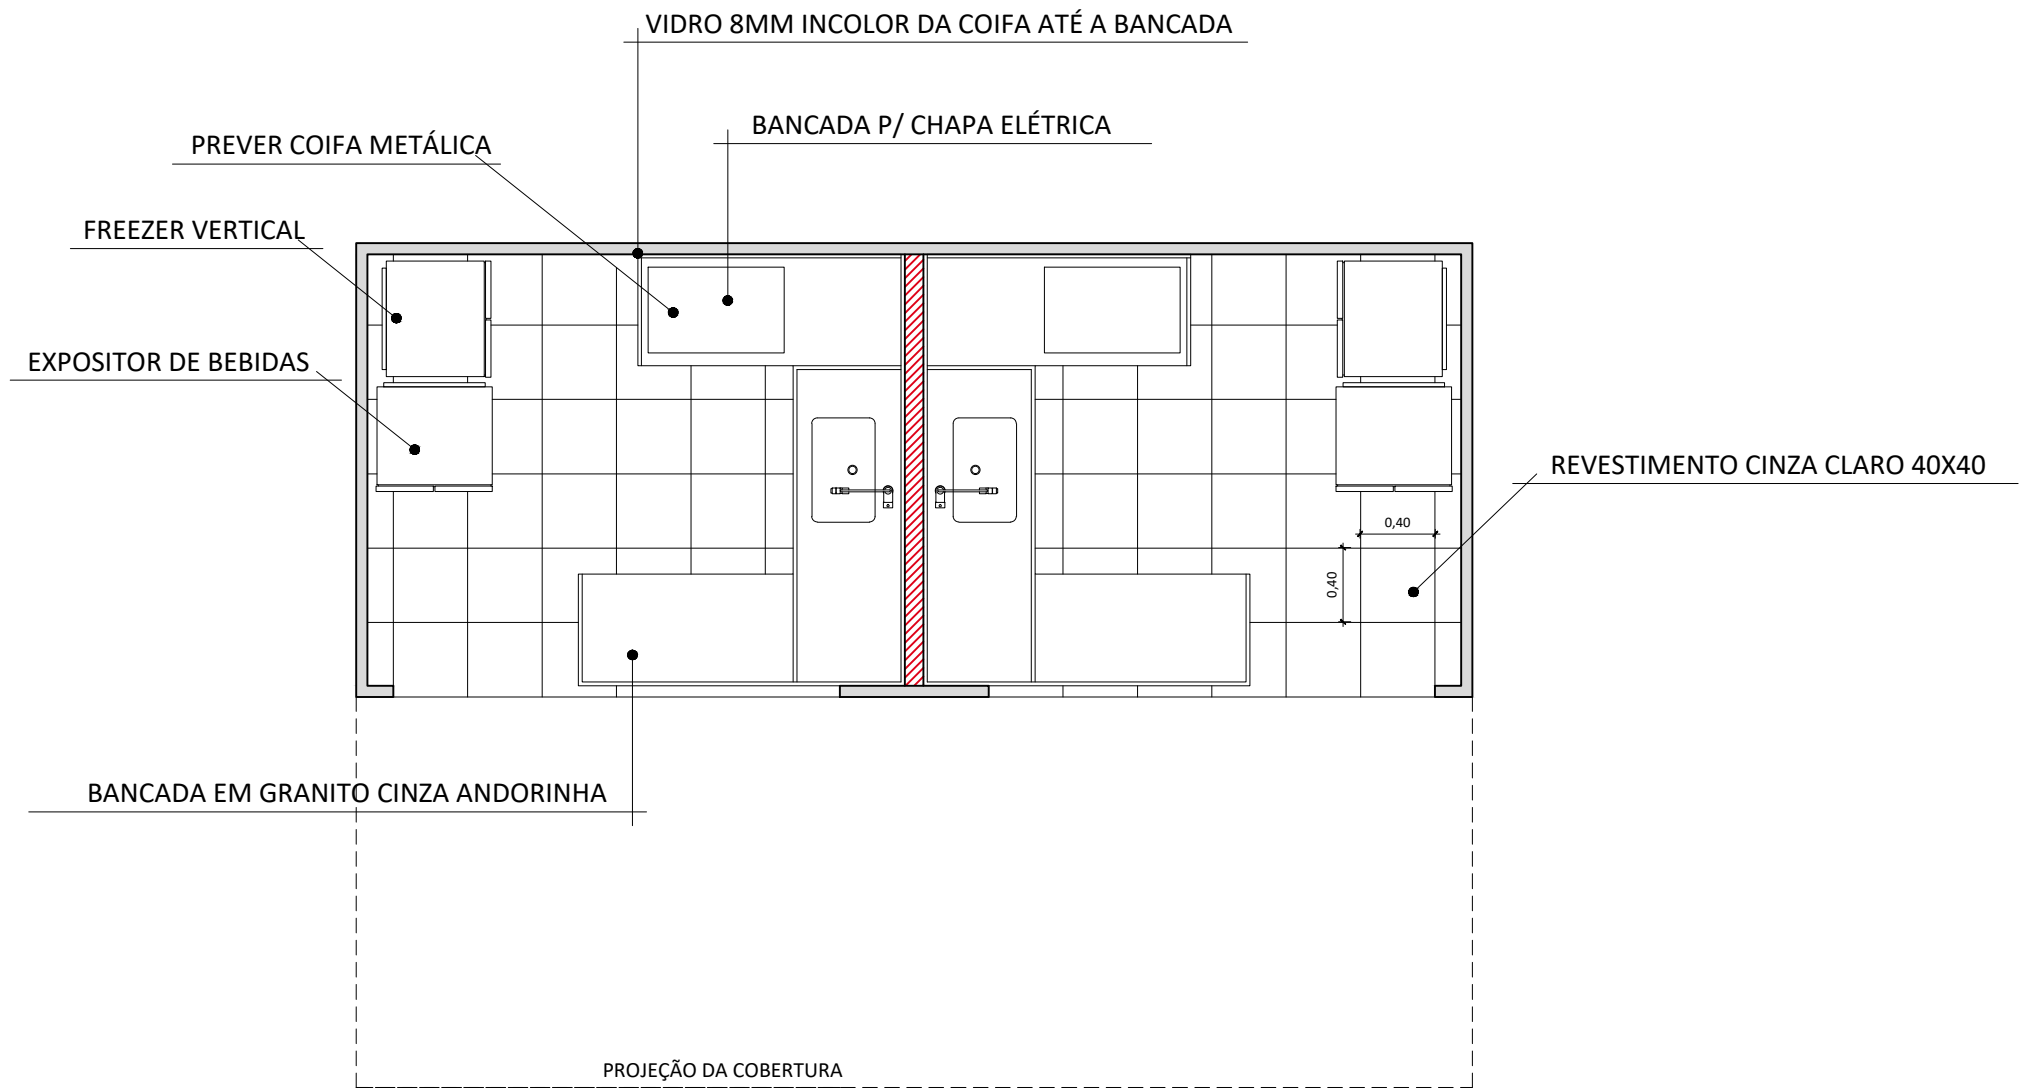 VIDRO 8MM INCOLOR DA COIFA ATÉ A BANCADA
BANCADA P/ CHAPA ELÉTRICA
PREVER COIFA METÁLICA
FREEZER VERTICAL
EXPOSITOR DE BEBIDAS
REVESTIMENTO CINZA CLARO 40X40
0,40
0,40
BANCADA EM GRANITO CINZA ANDORINHA
PROJEÇÃO DA COBERTURA